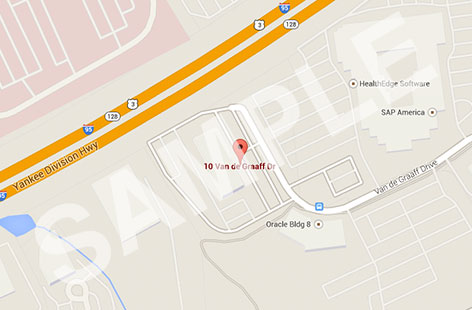 95
3
128
HealthEdge Software
SAP America
3
128
95
Yankee Division Hwy
10 Van de Graaff Dr
Van de Graaff Drive
Oracle Bldg 8
SAMPLE